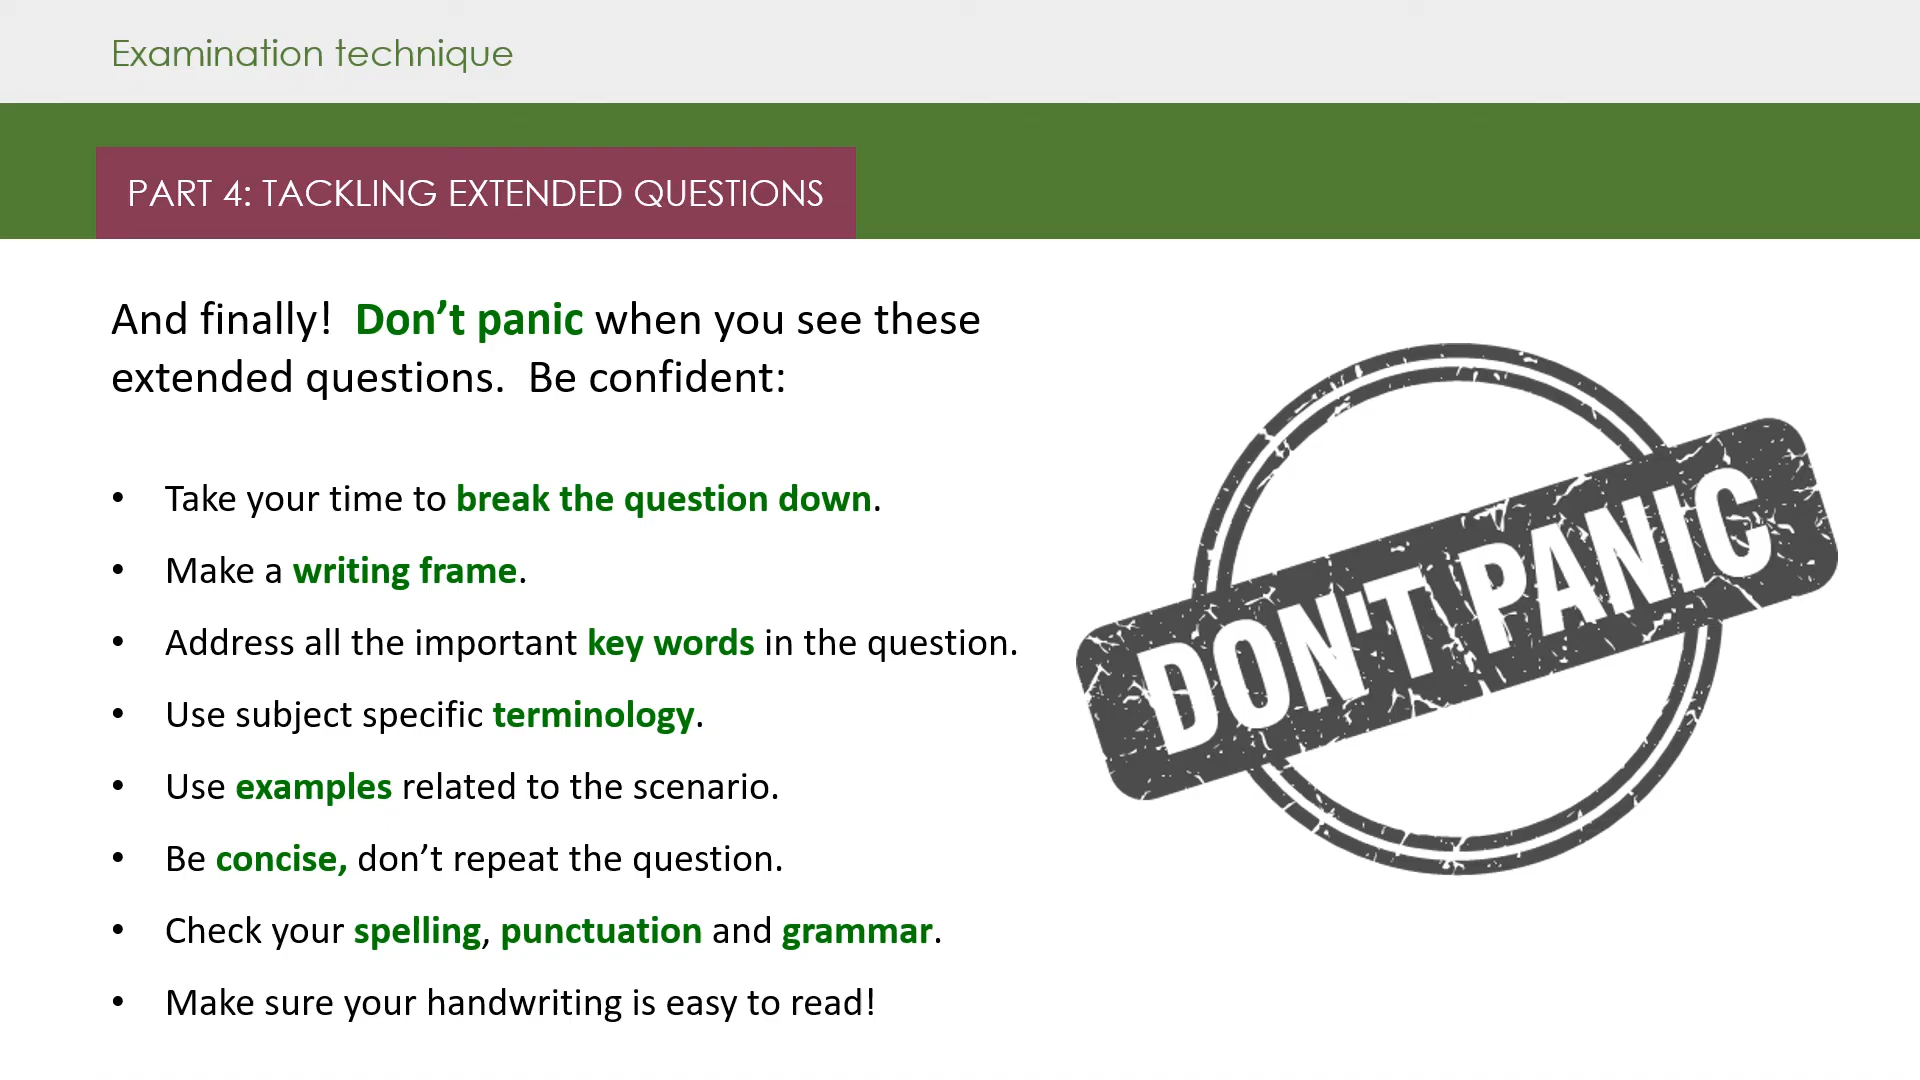 Examination technique
PART 4: TACKLING EXTENDED QUESTIONS
And finally!  Don’t panic when you see these
extended questions.  Be confident:
• Take your time to break the question down.
• Make a writing frame.
• Address all the important key words in the question.
• Use subject specific terminology.
• Use examples related to the scenario.
• Be concise, don’t repeat the question.
• Check your spelling, punctuation and grammar.
• Make sure your handwriting is easy to read!
DON'T PANIC